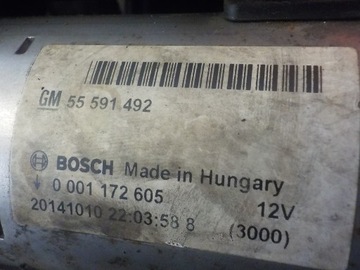 GM 55 591 492
BOSCH Made in Hungary
0 001 172 605 12V
20141010 22:03:58 8 (3000)